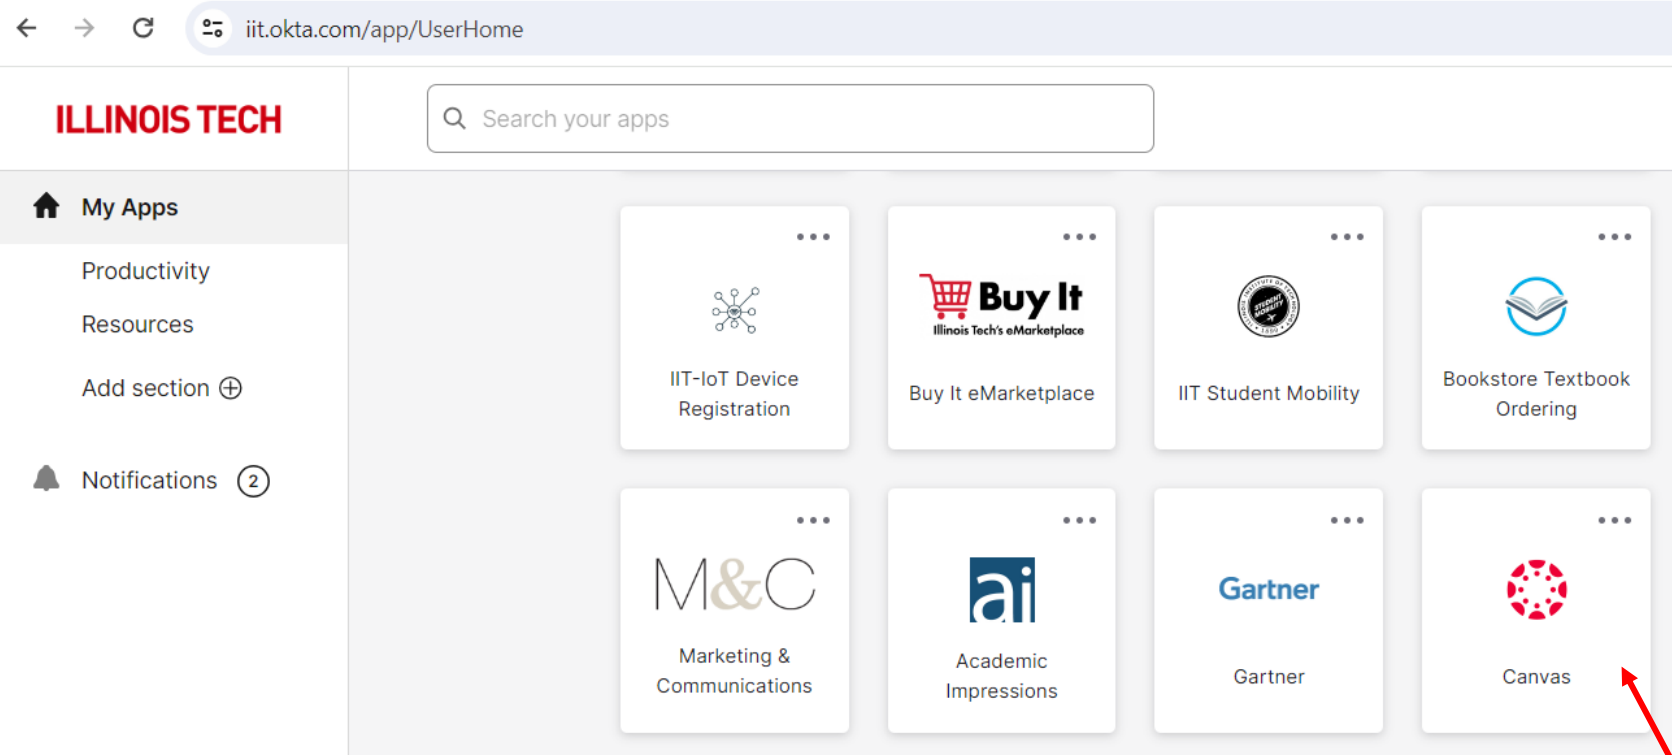 iit.okta.com/app/UserHome
ILLINOIS TECH
Search your apps
My Apps
Productivity
Resources
Add section
Notifications 2
Buy It
Illinois Tech's eMarketplace
STUDENT
MOBILITY
IIT-IoT Device
Registration
Buy It eMarketplace
IIT Student Mobility
Bookstore Textbook
Ordering
M&C
ai
Gartner
Marketing &
Communications
Academic
Impressions
Gartner
Canvas